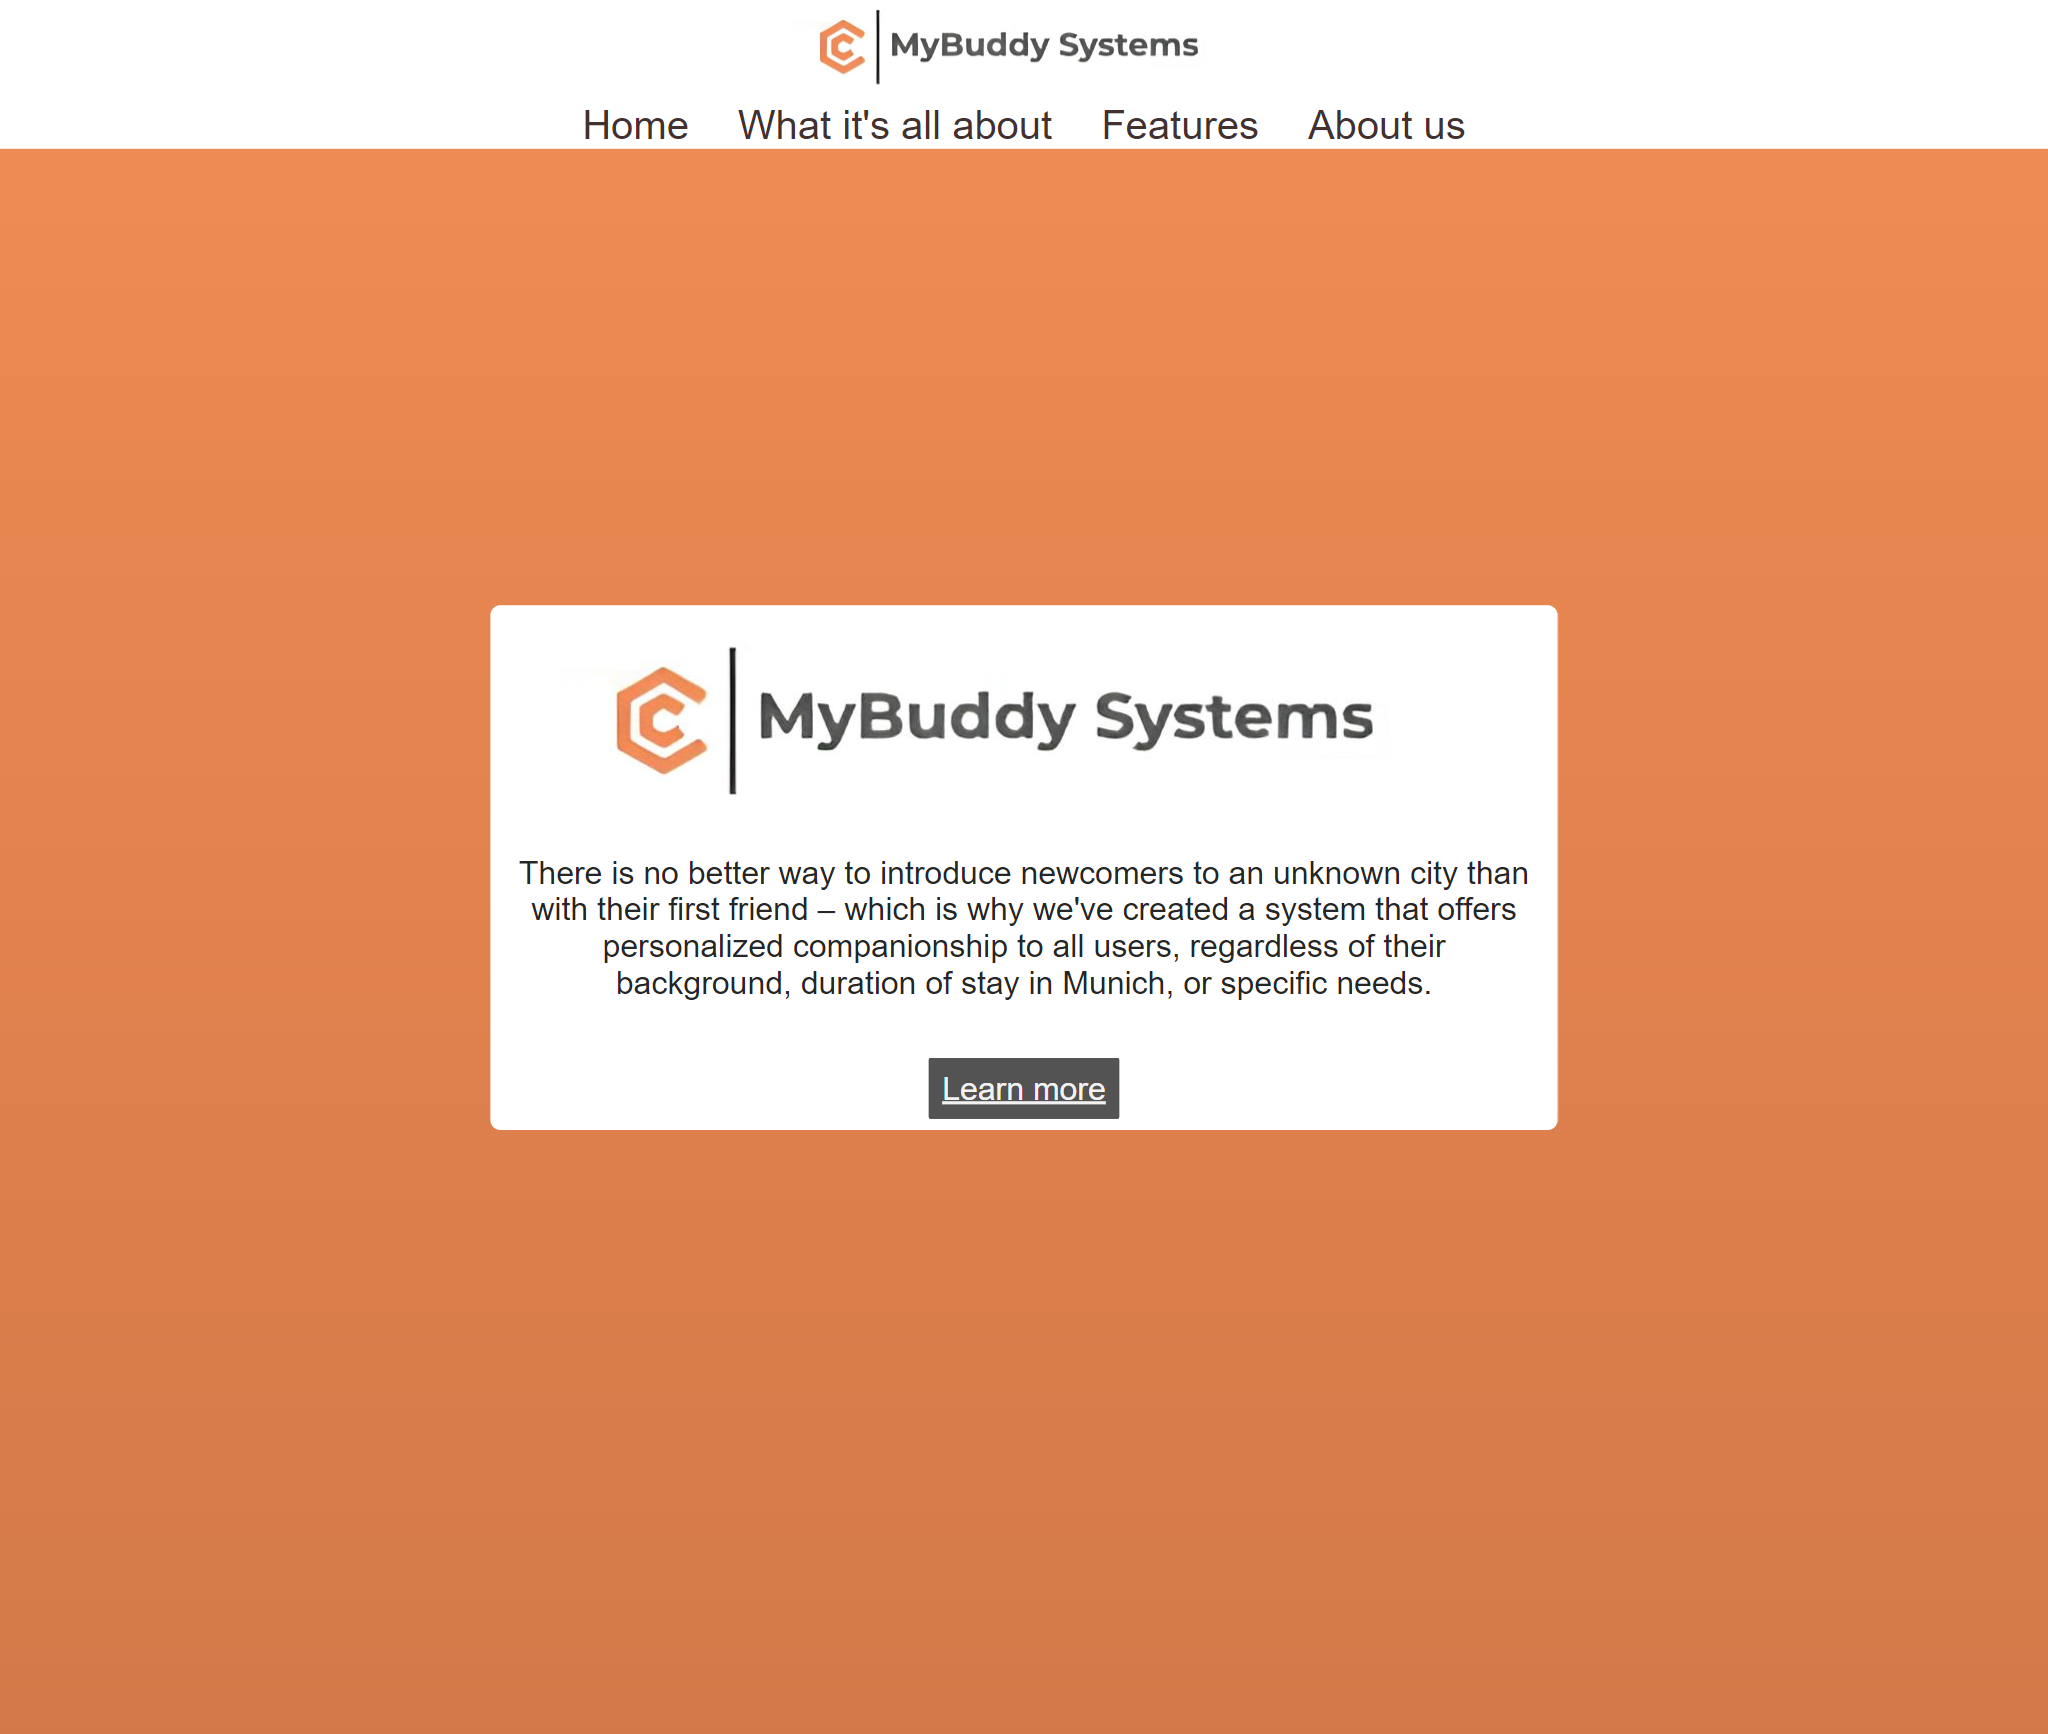 MyBuddy Systems
Home What it's all about Features About us
MyBuddy Systems
There is no better way to introduce newcomers to an unknown city than
with their first friend – which is why we've created a system that offers
personalized companionship to all users, regardless of their
background, duration of stay in Munich, or specific needs.
Learn more